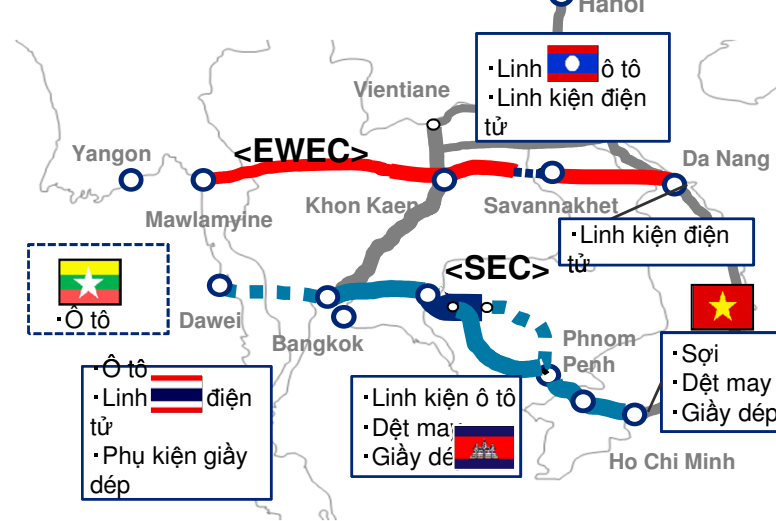 Hanoi
·Linh ô tô
·Linh kiện điện
tử
Vientiane
Yangon
<EWEC>
Da Nang
Mawlamyine
Khon Kaen
Savannakhet
·Linh kiện điện
tử
<SEC>
·Ô tô
Dawei
Bangkok
Phnom
Penh
·Ô tô
·Linh điện
tử
·Phụ kiện giầy
dép
·Linh kiện ô tô
·Dệt may
·Giầy dé
·Sợi
·Dệt may
·Giầy dép
Ho Chi Minh